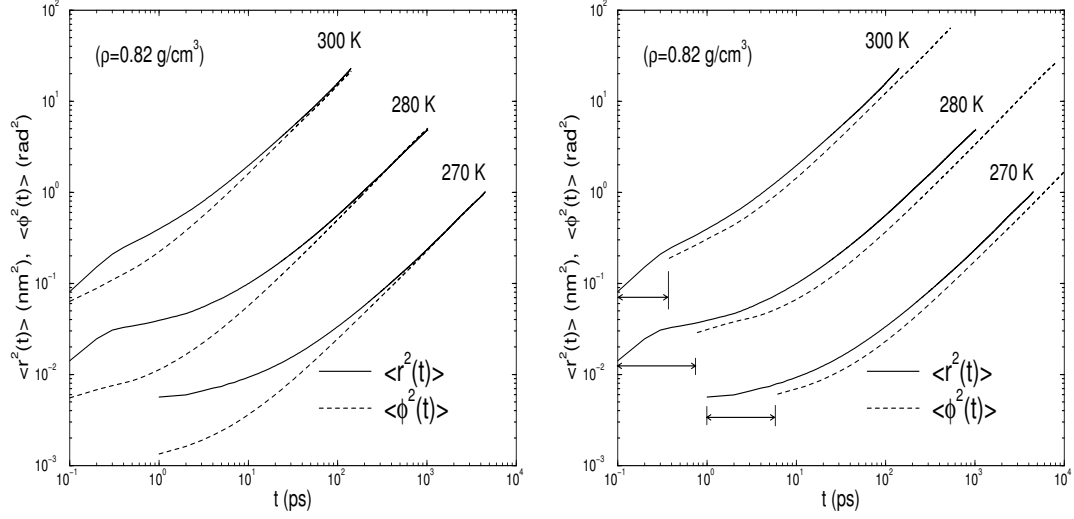 10² 10¹ 10⁰ 10⁻¹ 10⁻² 10⁻³
<r²(t)> (nm²), <ϕ²(t)> (rad²)
(ρ=0.82 g/cm³)
300 K
280 K
270 K
<r²(t)>
<ϕ²(t)>
10⁻¹ 10⁰ 10¹ 10² 10³ 10⁴
t (ps)
10² 10¹ 10⁰ 10⁻¹ 10⁻² 10⁻³
<r²(t)> (nm²), <ϕ²(t)> (rad²)
(ρ=0.82 g/cm³)
300 K
280 K
270 K
<r²(t)>
<ϕ²(t)>
10⁻¹ 10⁰ 10¹ 10² 10³ 10⁴
t (ps)